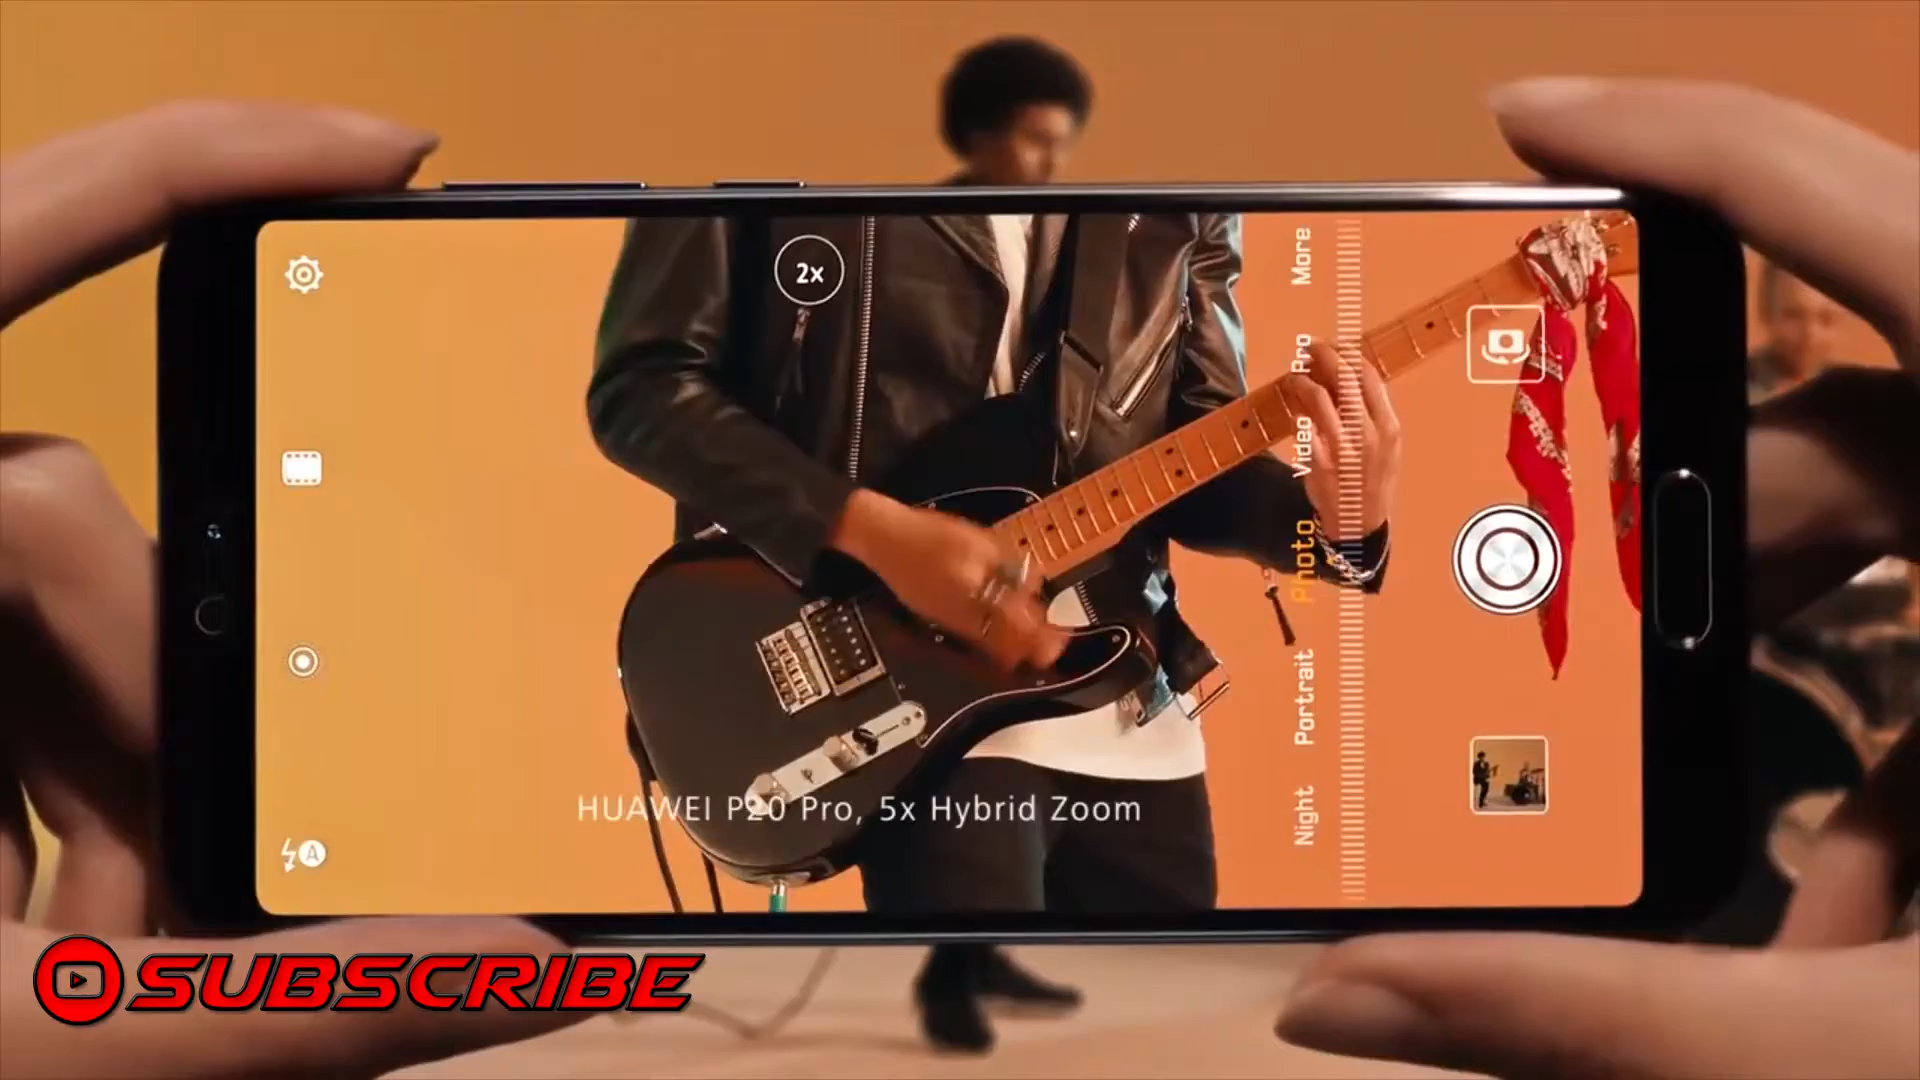 2x
More
Pro
Video
Photo
Portrait
Night
A
HUAWEI P20 Pro, 5x Hybrid Zoom
SUBSCRIBE